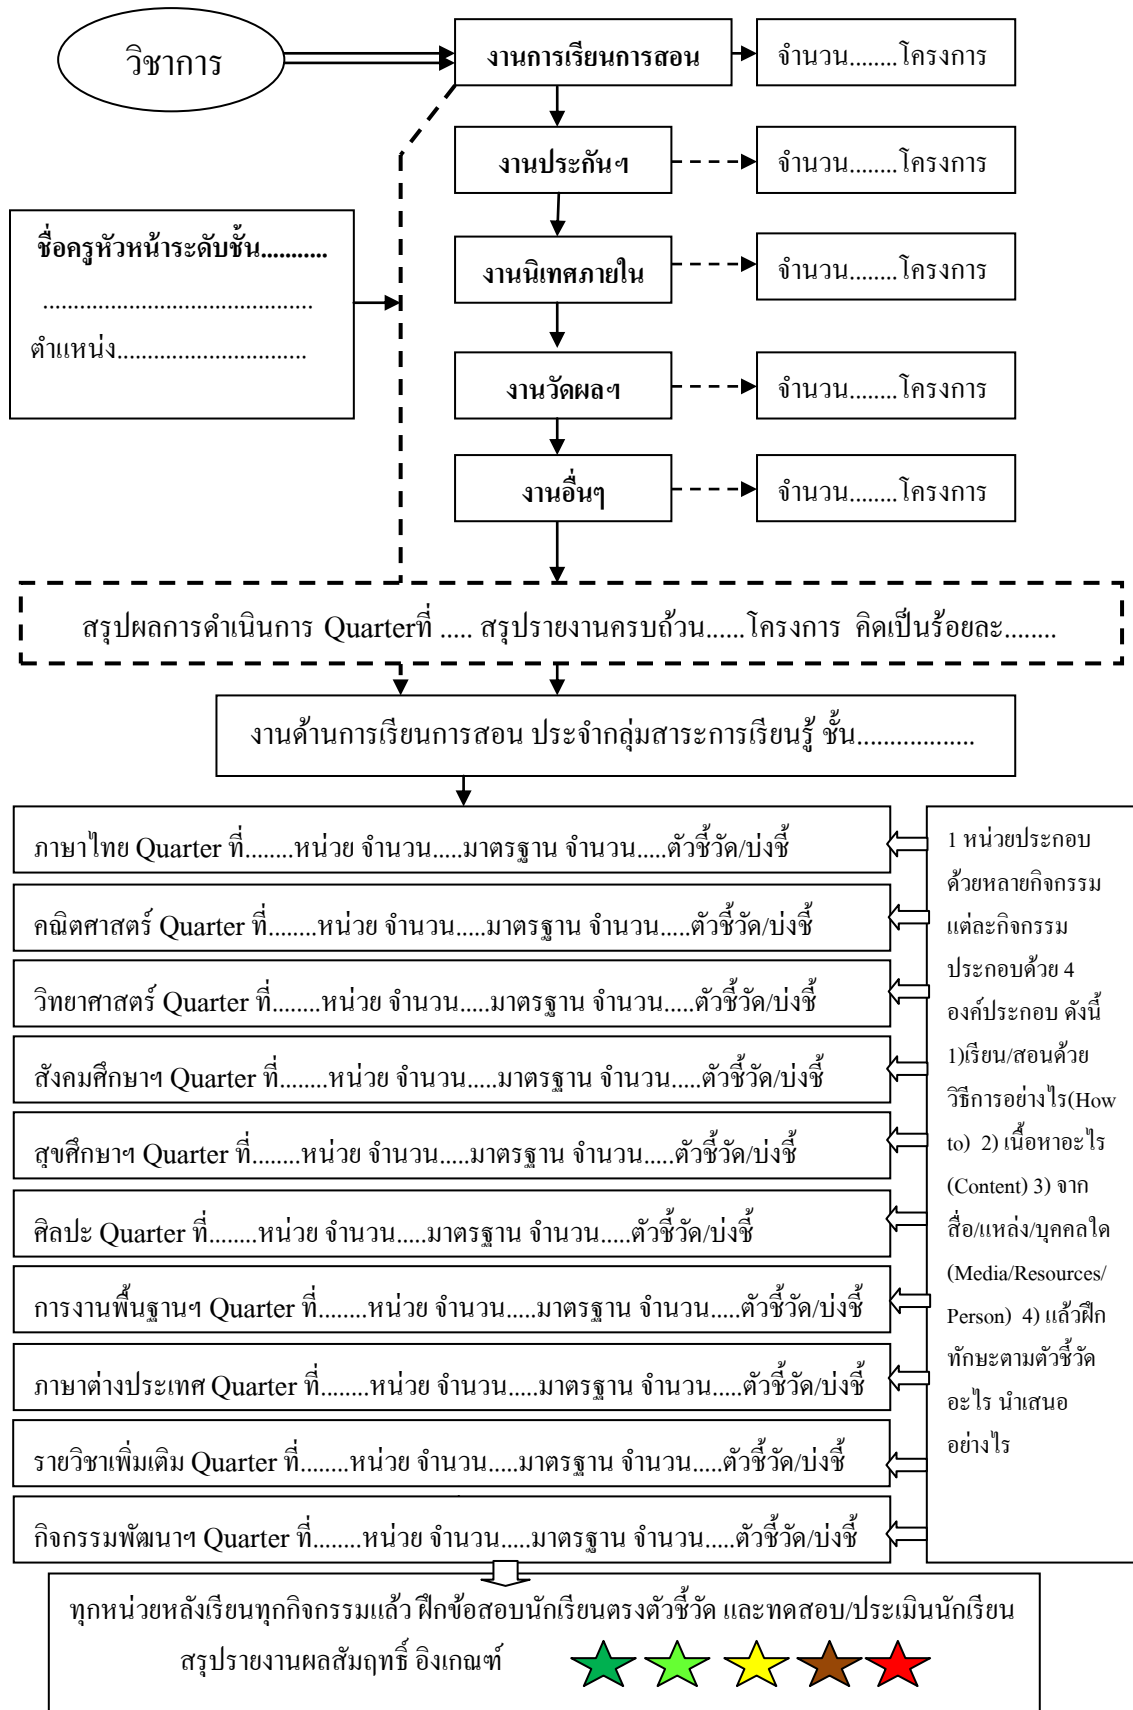 วิชาการ
งานการเรียนการสอน
จำนวน........โครงการ
งานประกันฯ
จำนวน........โครงการ
ชื่อครูหัวหน้าระดับชั้น...........
............................................
ตำแหน่ง...............................
งานนิเทศภายใน
จำนวน........โครงการ
งานวัดผลฯ
จำนวน........โครงการ
งานอื่นๆ
จำนวน........โครงการ
สรุปผลการดำเนินการ Quarterที่ ..... สรุปรายงานครบถ้วน......โครงการ คิดเป็นร้อยละ........
งานด้านการเรียนการสอน ประจำกลุ่มสาระการเรียนรู้ ชั้น..................
ภาษาไทย Quarter ที่........หน่วย จำนวน.....มาตรฐาน จำนวน.....ตัวชี้วัด/บ่งชี้
คณิตศาสตร์ Quarter ที่........หน่วย จำนวน.....มาตรฐาน จำนวน.....ตัวชี้วัด/บ่งชี้
วิทยาศาสตร์ Quarter ที่........หน่วย จำนวน.....มาตรฐาน จำนวน.....ตัวชี้วัด/บ่งชี้
สังคมศึกษาฯ Quarter ที่........หน่วย จำนวน.....มาตรฐาน จำนวน.....ตัวชี้วัด/บ่งชี้
สุขศึกษาฯ Quarter ที่........หน่วย จำนวน.....มาตรฐาน จำนวน.....ตัวชี้วัด/บ่งชี้
ศิลปะ Quarter ที่........หน่วย จำนวน.....มาตรฐาน จำนวน.....ตัวชี้วัด/บ่งชี้
การงานพื้นฐานฯ Quarter ที่........หน่วย จำนวน.....มาตรฐาน จำนวน.....ตัวชี้วัด/บ่งชี้
ภาษาต่างประเทศ Quarter ที่........หน่วย จำนวน.....มาตรฐาน จำนวน.....ตัวชี้วัด/บ่งชี้
รายวิชาเพิ่มเติม Quarter ที่........หน่วย จำนวน.....มาตรฐาน จำนวน.....ตัวชี้วัด/บ่งชี้
กิจกรรมพัฒนาฯ Quarter ที่........หน่วย จำนวน.....มาตรฐาน จำนวน.....ตัวชี้วัด/บ่งชี้
1 หน่วยประกอบ
ด้วยหลายกิจกรรม
แต่ละกิจกรรม
ประกอบด้วย 4
องค์ประกอบ ดังนี้
1)เรียน/สอนด้วย
วิธีการอย่างไร(How
to) 2) เนื้อหาอะไร
(Content) 3) จาก
สื่อ/แหล่ง/บุคคลใด
(Media/Resources/
Person) 4) แล้วฝึก
ทักษะตามตัวชี้วัด
อะไร นำเสนอ
อย่างไร
ทุกหน่วยหลังเรียนทุกกิจกรรมแล้ว ฝึกข้อสอบนักเรียนตรงตัวชี้วัด และทดสอบ/ประเมินนักเรียน
สรุปรายงานผลสัมฤทธิ์ อิงเกณฑ์